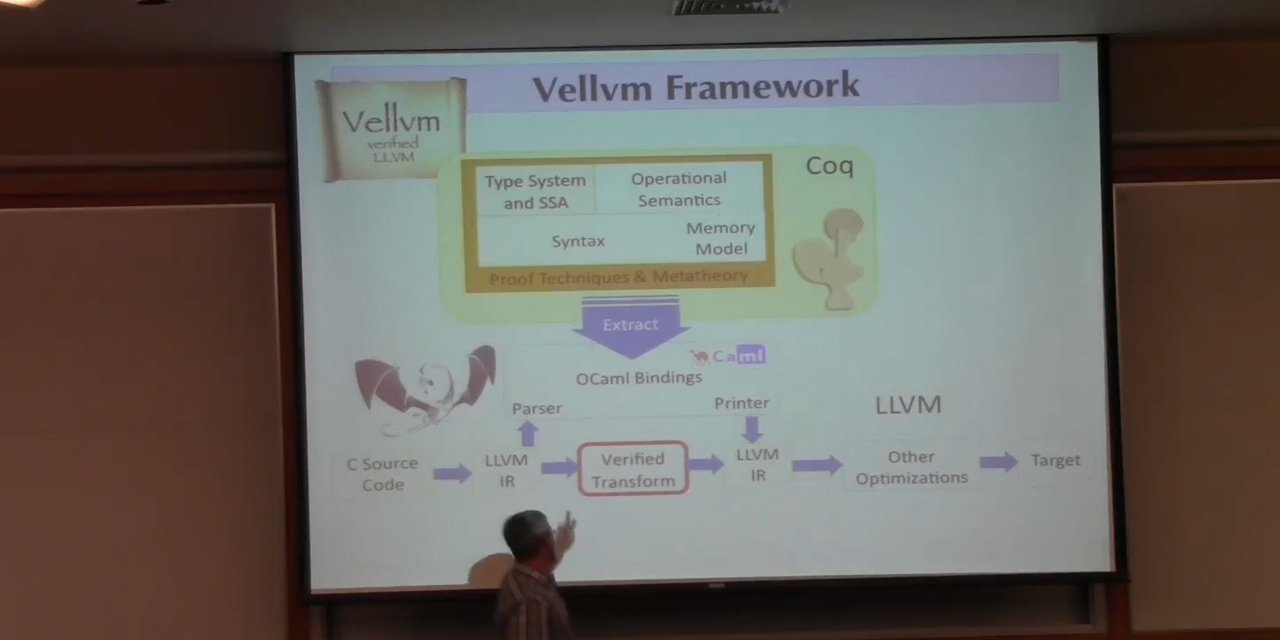 Vellvm Framework
Vellvm
verified
LLVM
Coq
Type System
and SSA
Operational
Semantics
Syntax
Memory
Model
Proof Techniques & Metatheory
Extract
Caml
OCaml Bindings
Parser
Printer
LLVM
C Source
Code
LLVM
IR
Verified
Transform
LLVM
IR
Other
Optimizations
Target